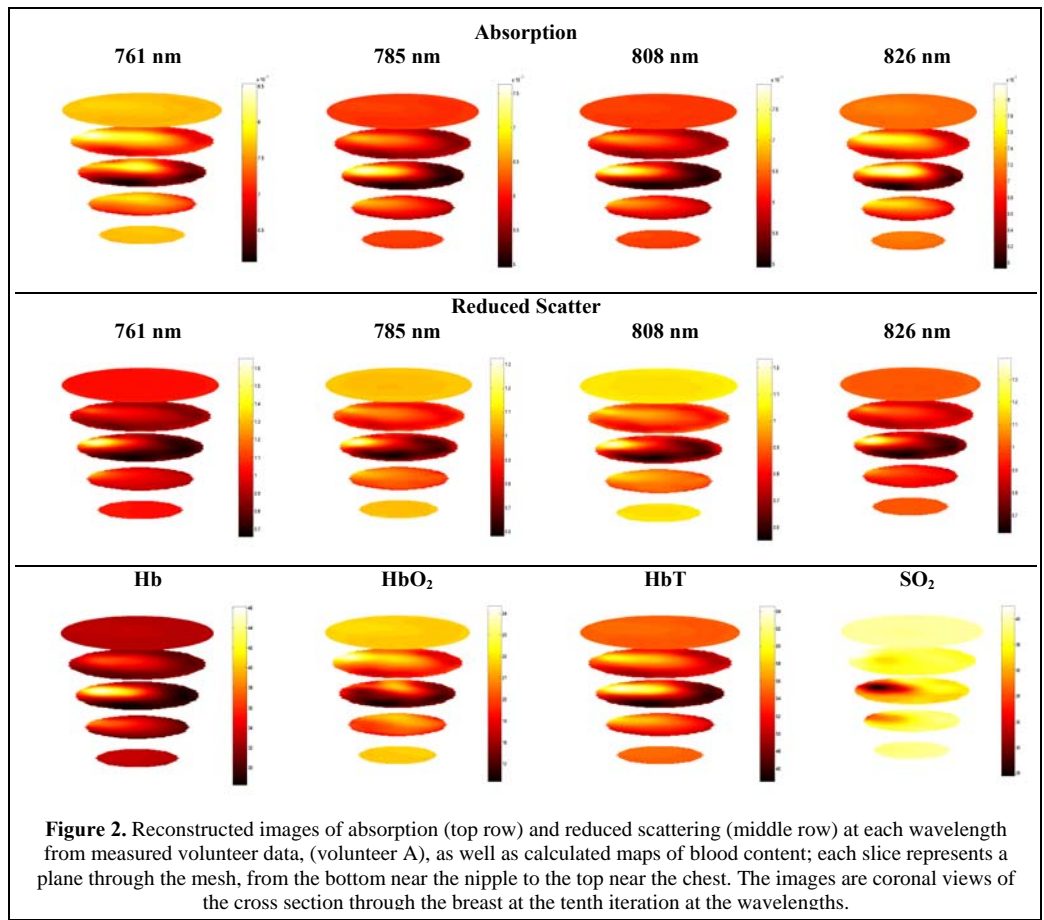 Absorption
761 nm 785 nm 808 nm 826 nm
Reduced Scatter
761 nm 785 nm 808 nm 826 nm
Hb HbO₂ HbT SO₂
Figure 2. Reconstructed images of absorption (top row) and reduced scattering (middle row) at each wavelength
from measured volunteer data, (volunteer A), as well as calculated maps of blood content; each slice represents a
plane through the mesh, from the bottom near the nipple to the top near the chest. The images are coronal views of
the cross section through the breast at the tenth iteration at the wavelengths.